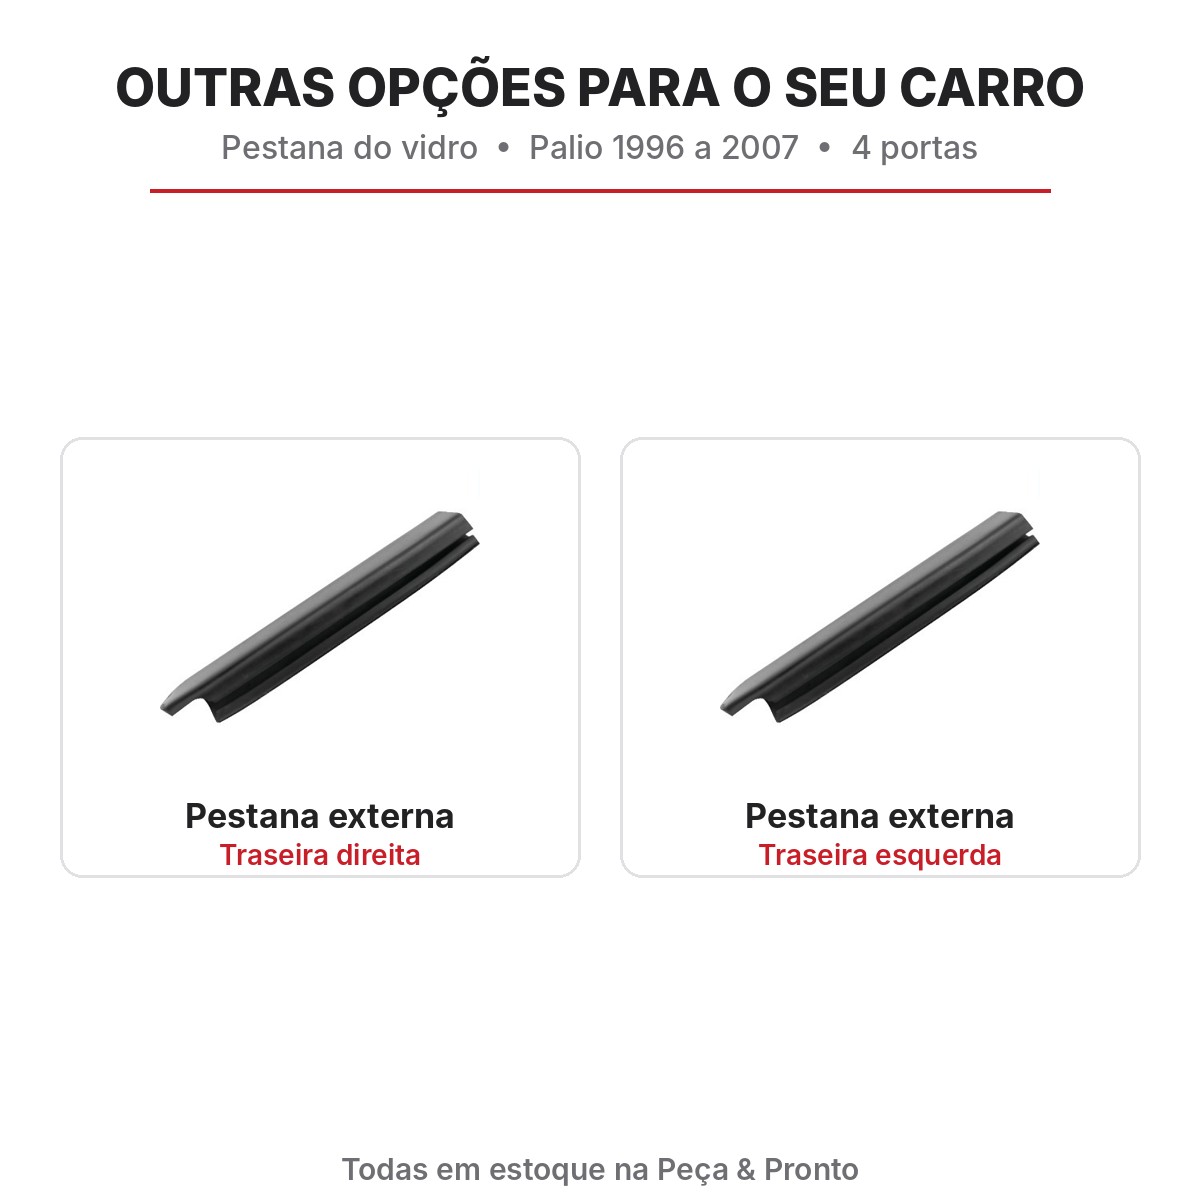 OUTRAS OPÇÕES PARA O SEU CARRO
Pestana do vidro • Palio 1996 a 2007 • 4 portas
Pestana externa
Traseira direita
Pestana externa
Traseira esquerda
Todas em estoque na Peça & Pronto